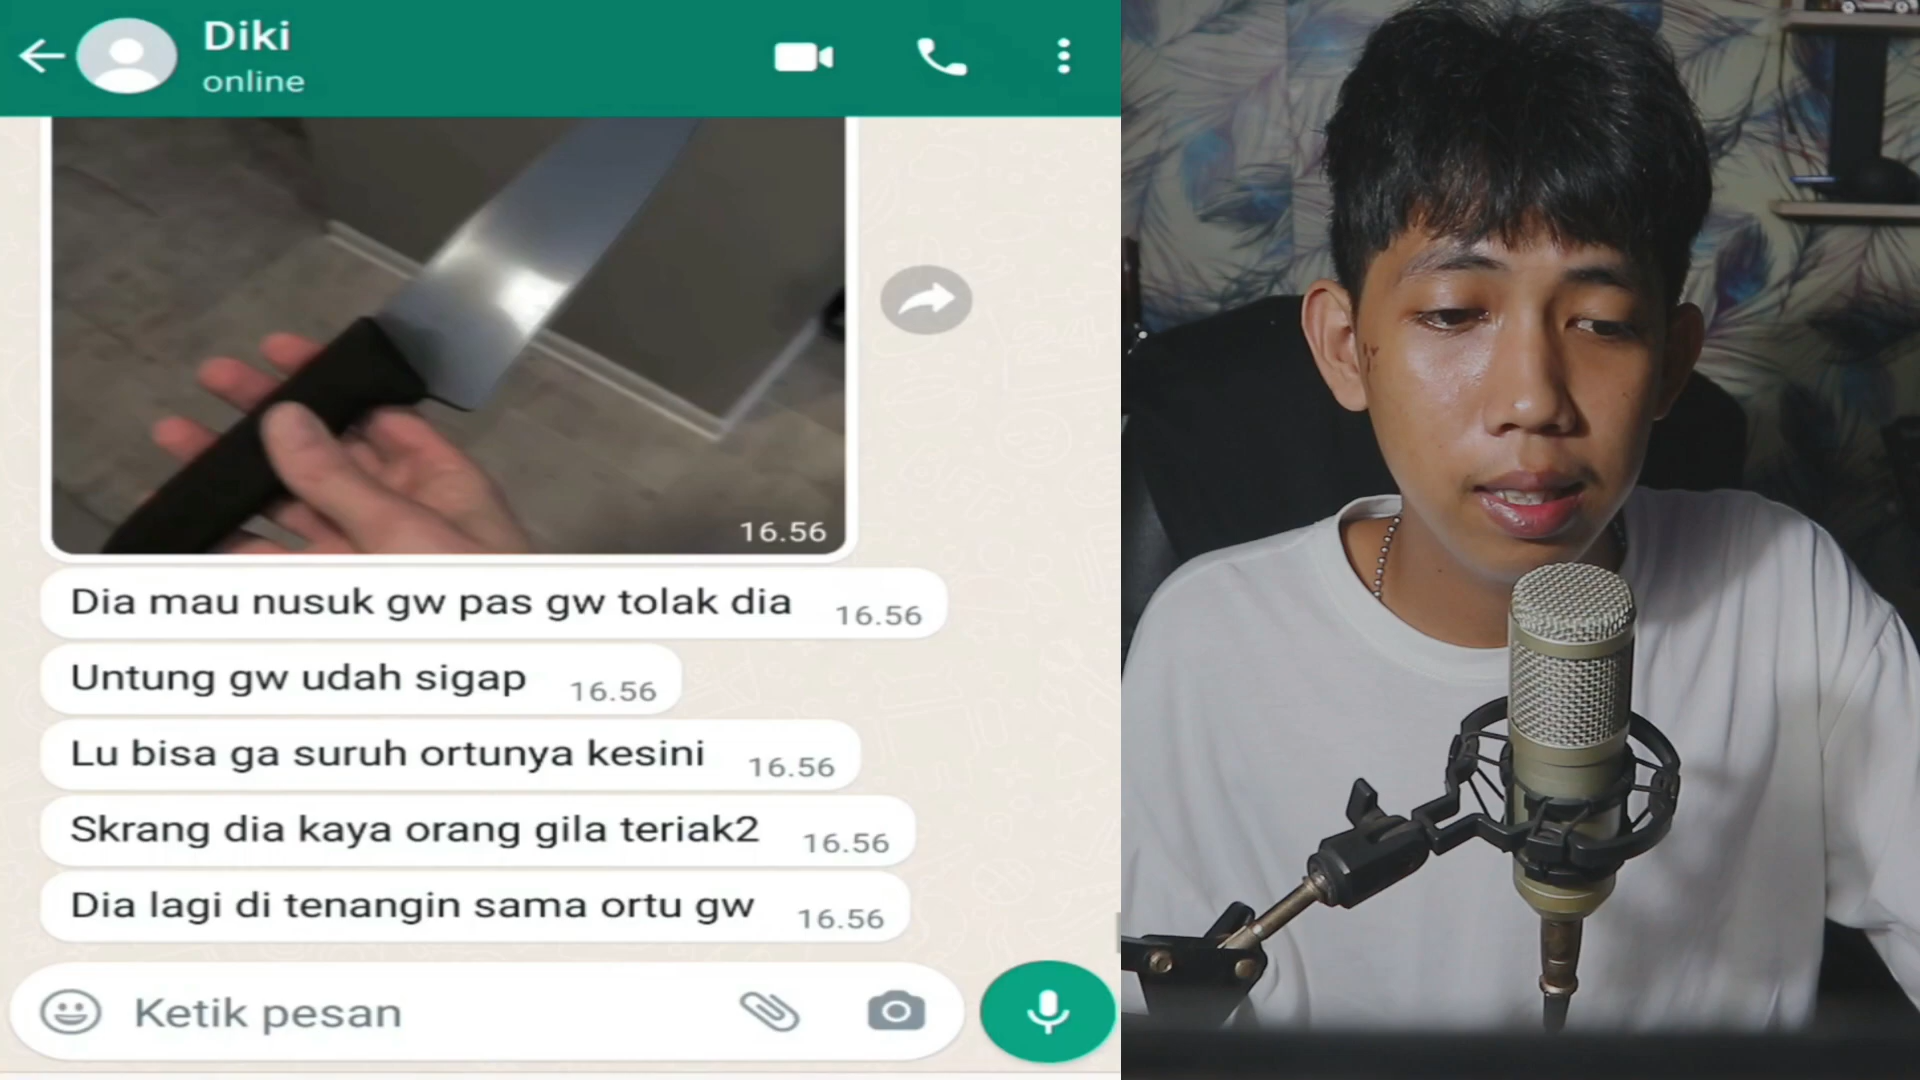 Diki
online
16.56
Dia mau nusuk gw pas gw tolak dia 16.56
Untung gw udah sigap 16.56
Lu bisa ga suruh ortunya kesini 16.56
Skrang dia kaya orang gila teriak2 16.56
Dia lagi di tenangin sama ortu gw 16.56
Ketik pesan